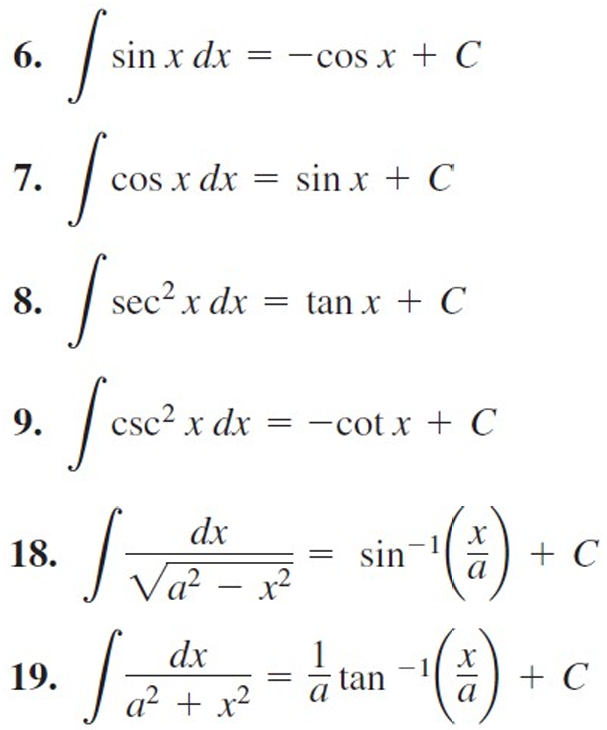 6. ∫ sin x dx = −cos x + C
7. ∫ cos x dx = sin x + C
8. ∫ sec² x dx = tan x + C
9. ∫ csc² x dx = −cot x + C
18. ∫ dx/√(a² − x²) = sin⁻¹(x/a) + C
19. ∫ dx/(a² + x²) = 1/a tan⁻¹(x/a) + C